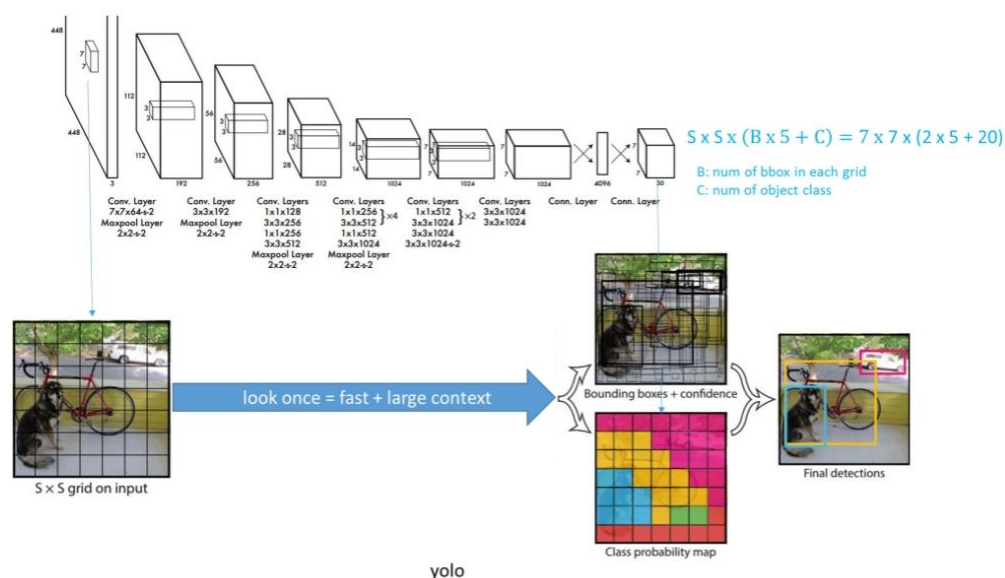 448
448
7
7
3
112
112
3
3
192
56
56
3
3
256
28
28
3
3
512
14
14
3
3
1024
7
7
3
3
1024
7
7
1024
4096
7
7
30
S x S x (B x 5 + C) = 7 x 7 x (2 x 5 + 20)
B: num of bbox in each grid
C: num of object class
Conv. Layer
7x7x64-s-2
Maxpool Layer
2x2-s-2
Conv. Layer
3x3x192
Maxpool Layer
2x2-s-2
Conv. Layers
1x1x128
3x3x256
1x1x256
3x3x512
Maxpool Layer
2x2-s-2
Conv. Layers
1x1x256
3x3x512
}×4
1x1x512
3x3x1024
Maxpool Layer
2x2-s-2
Conv. Layers
1x1x512
3x3x1024
}×2
3x3x1024
3x3x1024-s-2
Conv. Layers
3x3x1024
3x3x1024
Conn. Layer
Conn. Layer
look once = fast + large context
S × S grid on input
Bounding boxes + confidence
Class probability map
Final detections
yolo